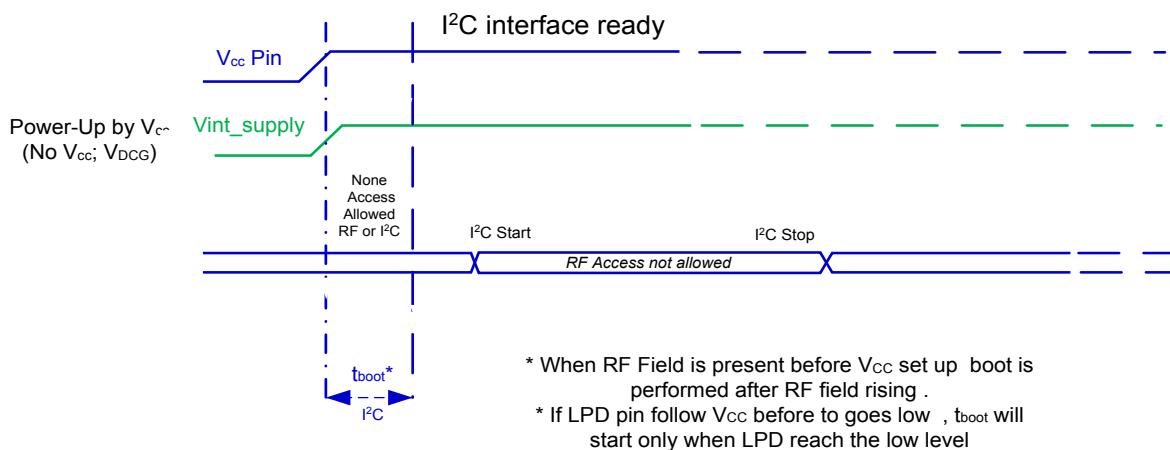 I²C interface ready
Vcc Pin
Vint_supply
Power-Up by Vcc
(No Vcc; VDCG)
None
Access
Allowed
RF or I²C
I²C Start
I²C Stop
RF Access not allowed
tboot*
I²C
* When RF Field is present before VCC set up boot is
performed after RF field rising .
* If LPD pin follow VCC before to goes low , tboot will
start only when LPD reach the low level